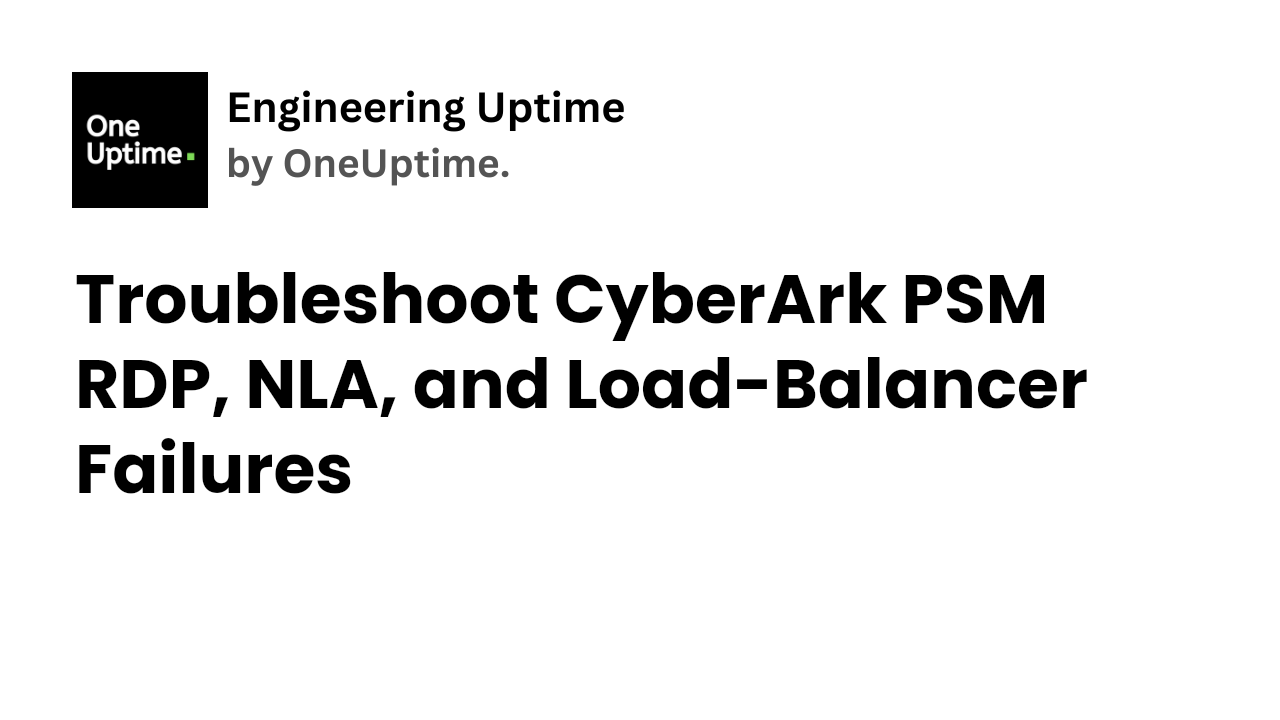 One
Uptime.
Engineering Uptime
by OneUptime.
Troubleshoot CyberArk PSM
RDP, NLA, and Load-Balancer
Failures